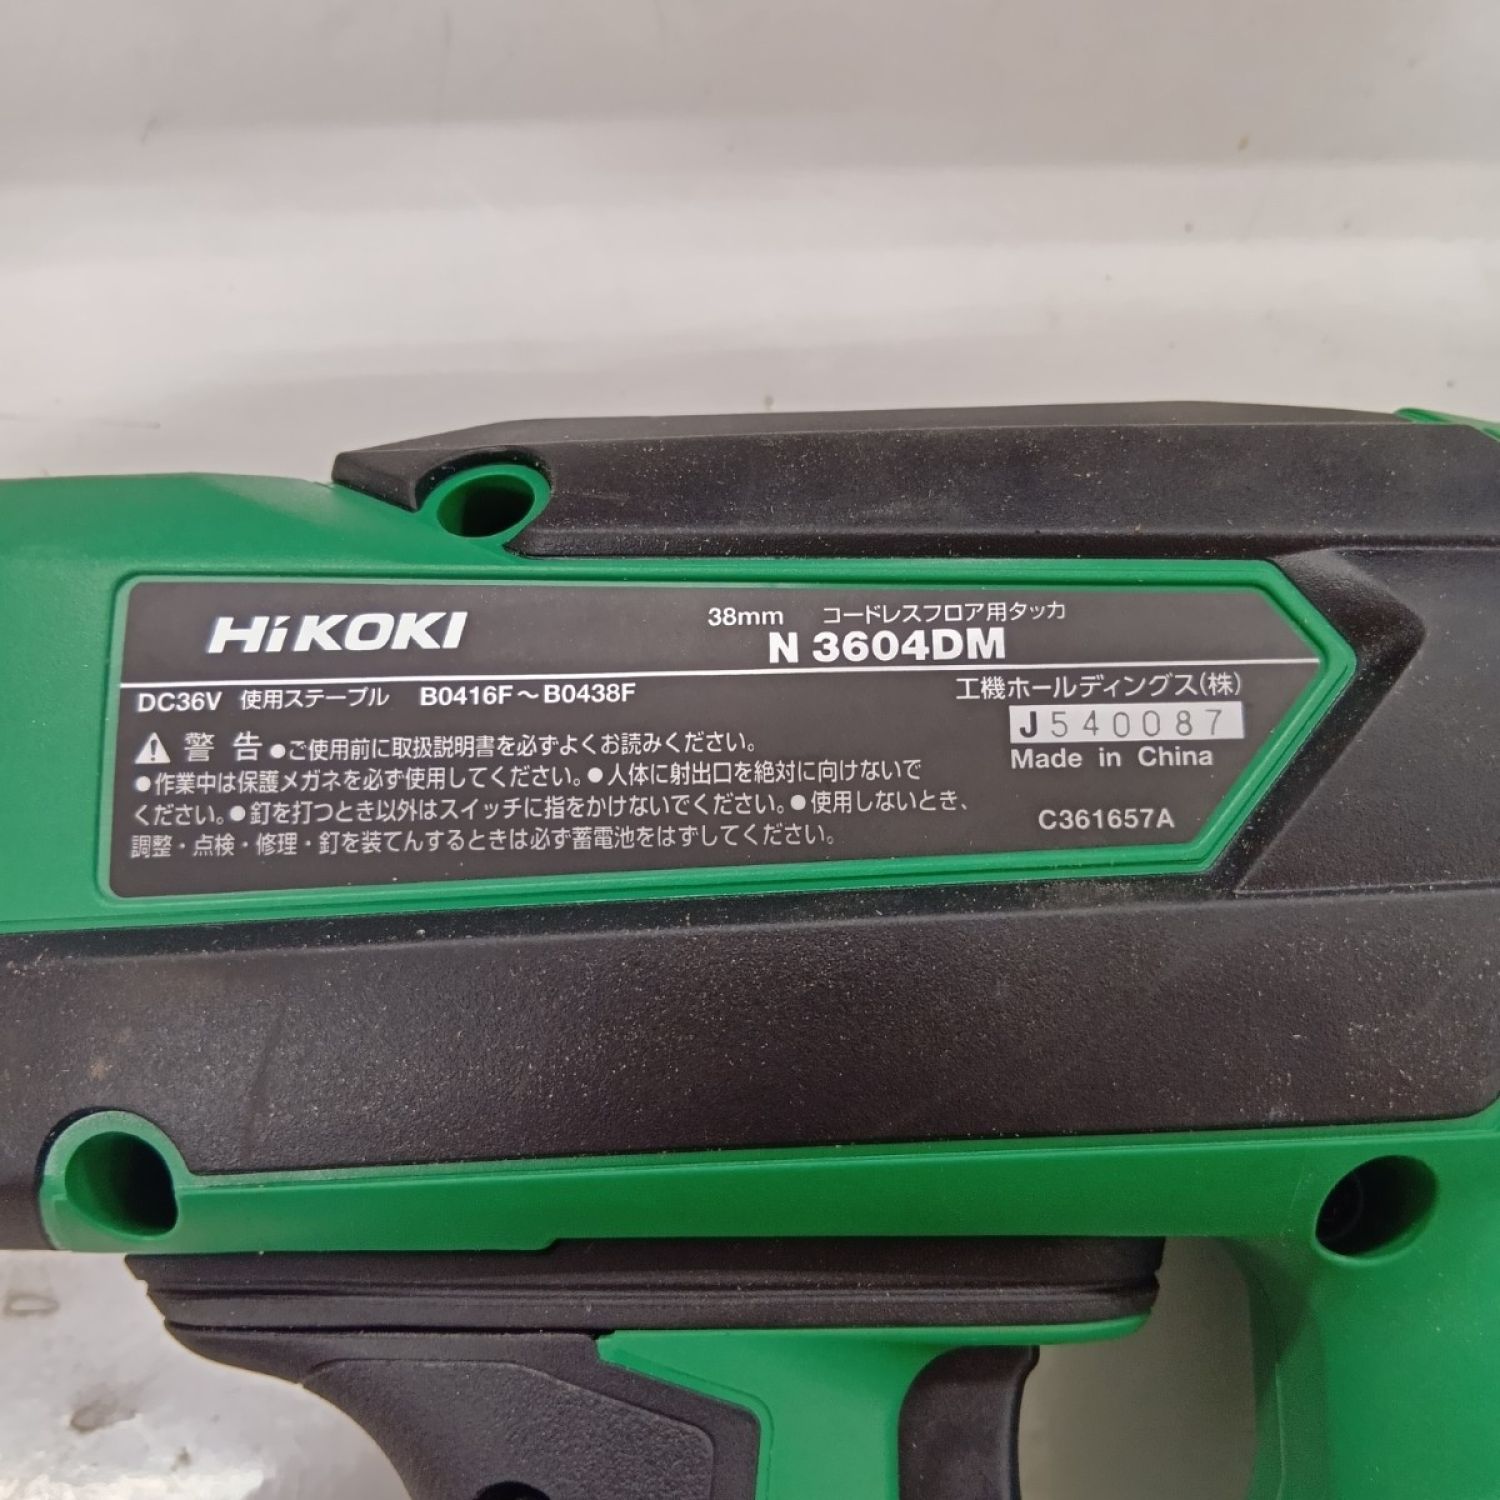 HiKOKI
38mm コードレスフロア用タッカ
N 3604DM
DC36V 使用ステープル B0416F～B0438F
工機ホールディングス(株)
J540087
Made in China
C361657A
⚠警告 ●ご使用前に取扱説明書を必ずよくお読みください。
●作業中は保護メガネを必ず使用してください。●人体に射出口を絶対に向けないで
ください。●釘を打つとき以外はスイッチに指をかけないでください。●使用しないとき、
調整・点検・修理・釘を装てんするときは必ず蓄電池をはずしてください。